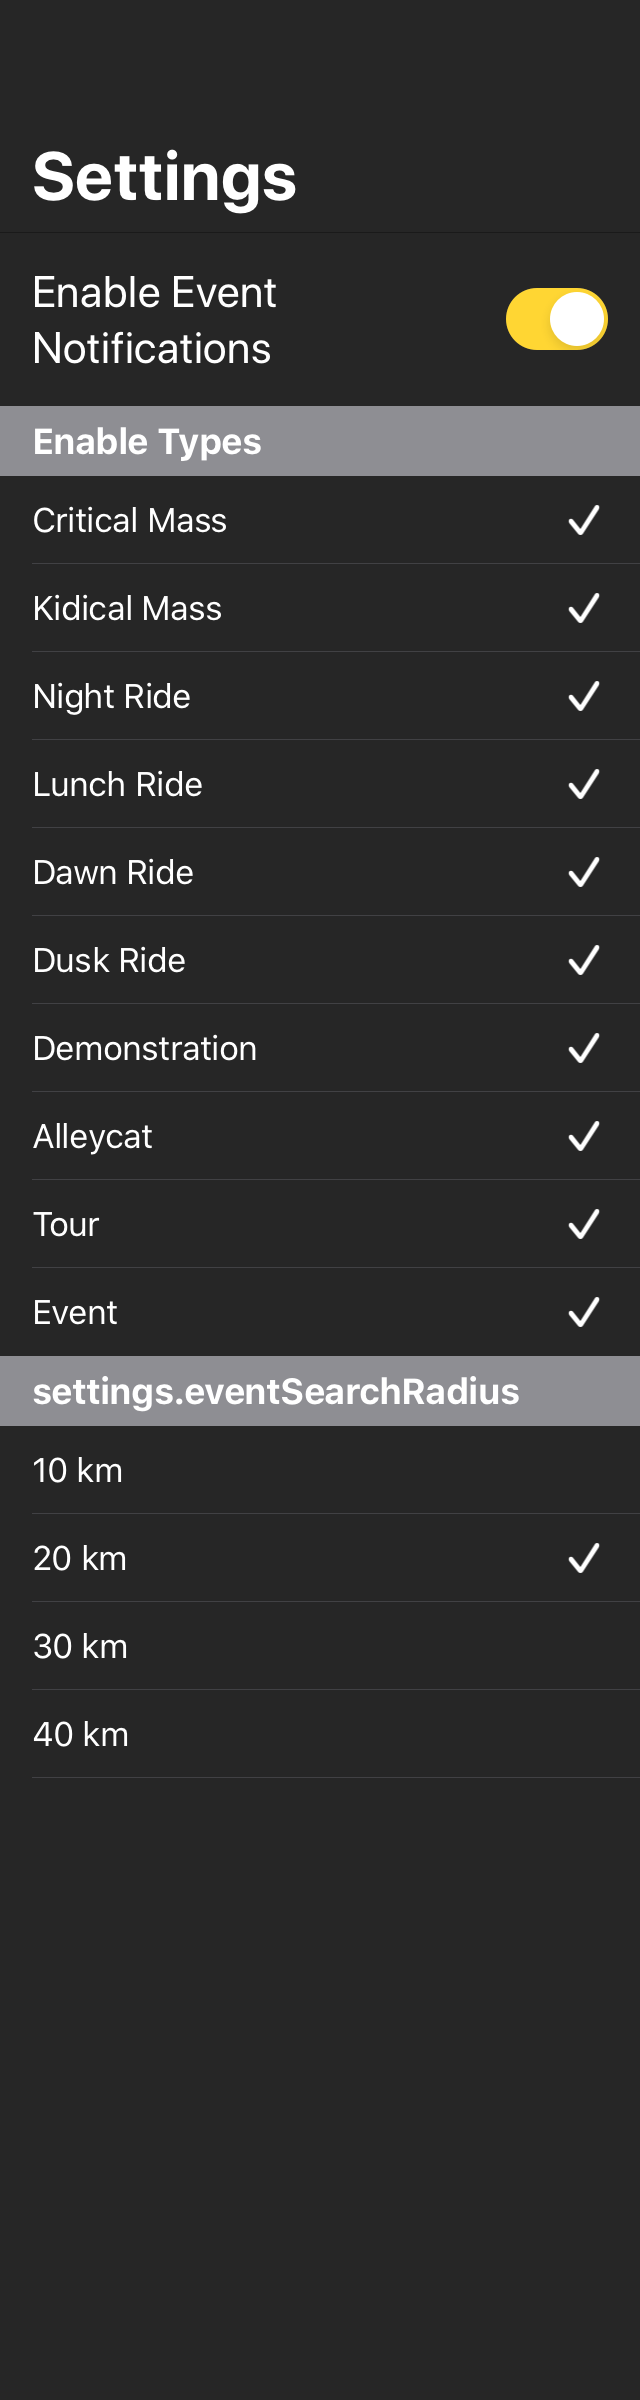 Settings
Enable Event
Notifications
Enable Types
Critical Mass
Kidical Mass
Night Ride
Lunch Ride
Dawn Ride
Dusk Ride
Demonstration
Alleycat
Tour
Event
settings.eventSearchRadius
10 km
20 km
30 km
40 km